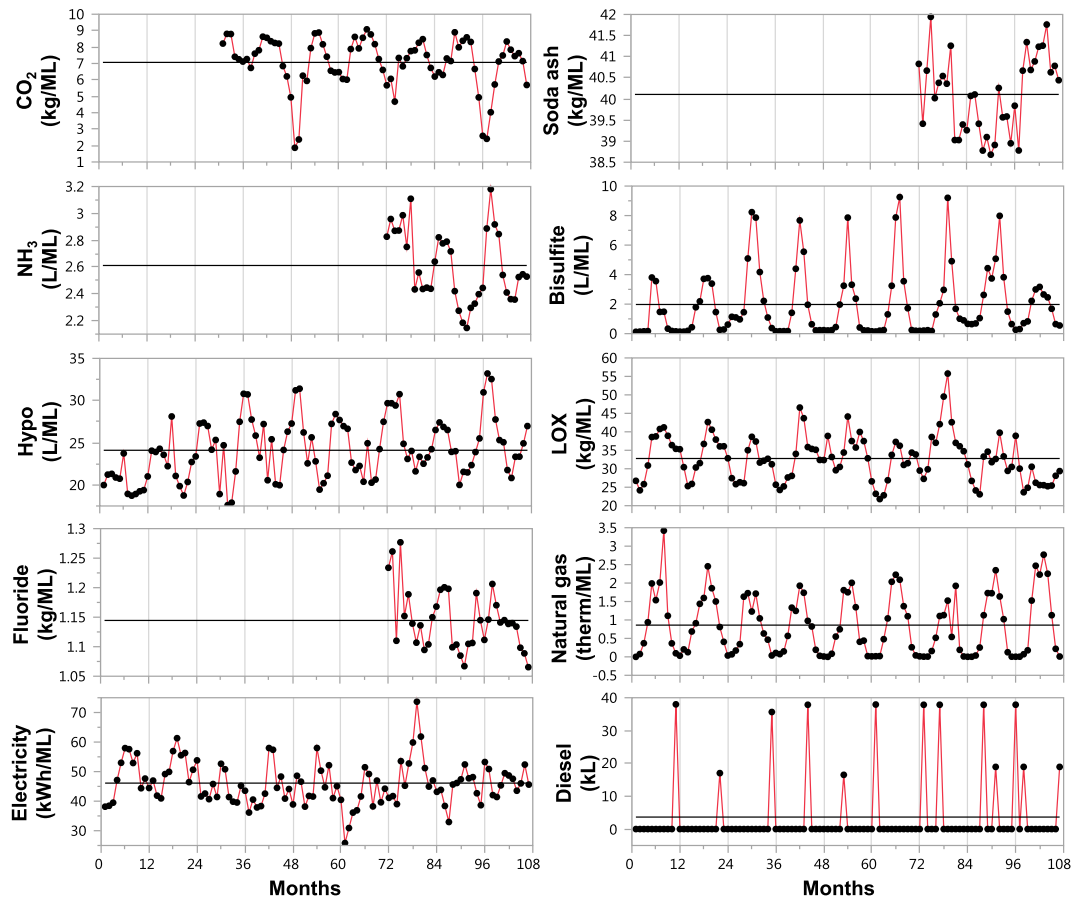 CO2
(kg/ML)
10
9
8
7
6
5
4
3
2
1
Soda ash
(kg/ML)
42
41.5
41
40.5
40
39.5
39
38.5
NH3
(L/ML)
3.2
3
2.8
2.6
2.4
2.2
Bisulfite
(L/ML)
10
8
6
4
2
0
Hypo
(L/ML)
35
30
25
20
LOX
(kg/ML)
60
55
50
45
40
35
30
25
20
Fluoride
(kg/ML)
1.3
1.25
1.2
1.15
1.1
1.05
Natural gas
(therm/ML)
3.5
3
2.5
2
1.5
1
0.5
0
-0.5
Electricity
(kWh/ML)
70
60
50
40
30
Diesel
(kL)
40
30
20
10
0
0 12 24 36 48 60 72 84 96 108
Months
0 12 24 36 48 60 72 84 96 108
Months